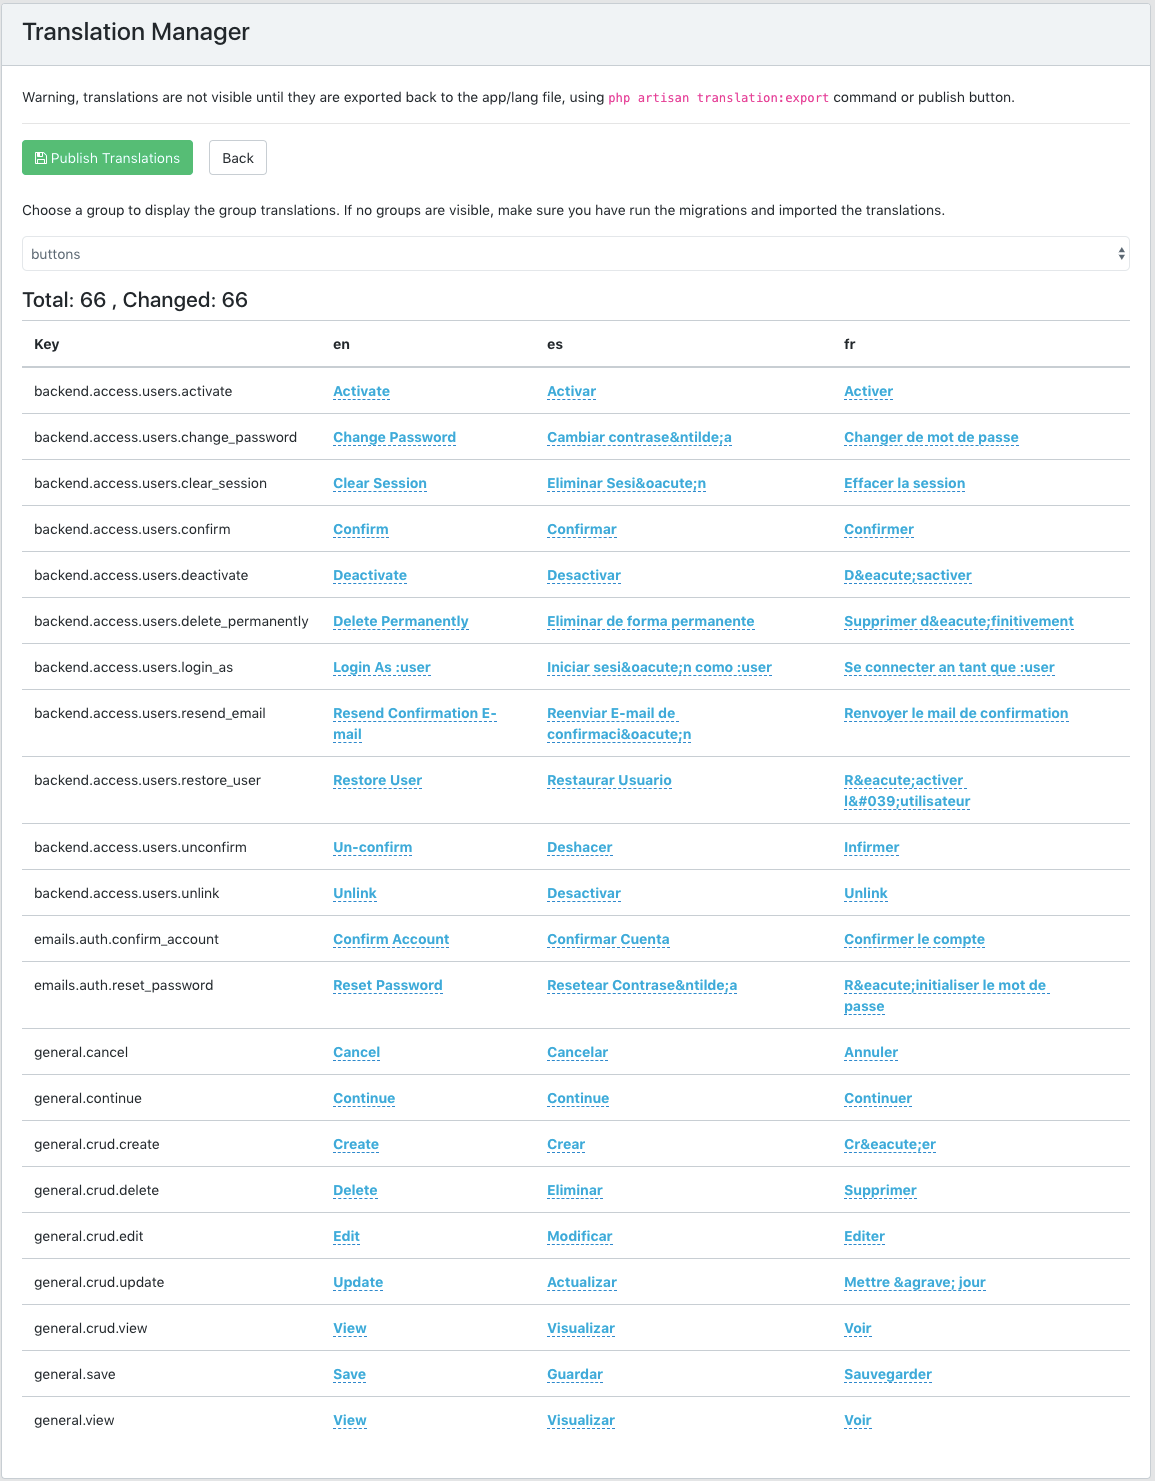 Translation Manager
Warning, translations are not visible until they are exported back to the app/lang file, using php artisan translation:export command or publish button.
Publish Translations Back
Choose a group to display the group translations. If no groups are visible, make sure you have run the migrations and imported the translations.
buttons
Total: 66 , Changed: 66
Key en es fr
backend.access.users.activate Activate Activar Activer
backend.access.users.change_password Change Password Cambiar contrase&ntilde;a Changer de mot de passe
backend.access.users.clear_session Clear Session Eliminar Sesi&oacute;n Effacer la session
backend.access.users.confirm Confirm Confirmar Confirmer
backend.access.users.deactivate Deactivate Desactivar D&eacute;sactiver
backend.access.users.delete_permanently Delete Permanently Eliminar de forma permanente Supprimer d&eacute;finitivement
backend.access.users.login_as Login As :user Iniciar sesi&oacute;n como :user Se connecter an tant que :user
backend.access.users.resend_email Resend Confirmation E- Reenviar E-mail de Renvoyer le mail de confirmation
mail confirmaci&oacute;n
backend.access.users.restore_user Restore User Restaurar Usuario R&eacute;activer
l&#039;utilisateur
backend.access.users.unconfirm Un-confirm Deshacer Infirmer
backend.access.users.unlink Unlink Desactivar Unlink
emails.auth.confirm_account Confirm Account Confirmar Cuenta Confirmer le compte
emails.auth.reset_password Reset Password Resetear Contrase&ntilde;a R&eacute;initialiser le mot de
passe
general.cancel Cancel Cancelar Annuler
general.continue Continue Continue Continuer
general.crud.create Create Crear Cr&eacute;er
general.crud.delete Delete Eliminar Supprimer
general.crud.edit Edit Modificar Editer
general.crud.update Update Actualizar Mettre &agrave; jour
general.crud.view View Visualizar Voir
general.save Save Guardar Sauvegarder
general.view View Visualizar Voir